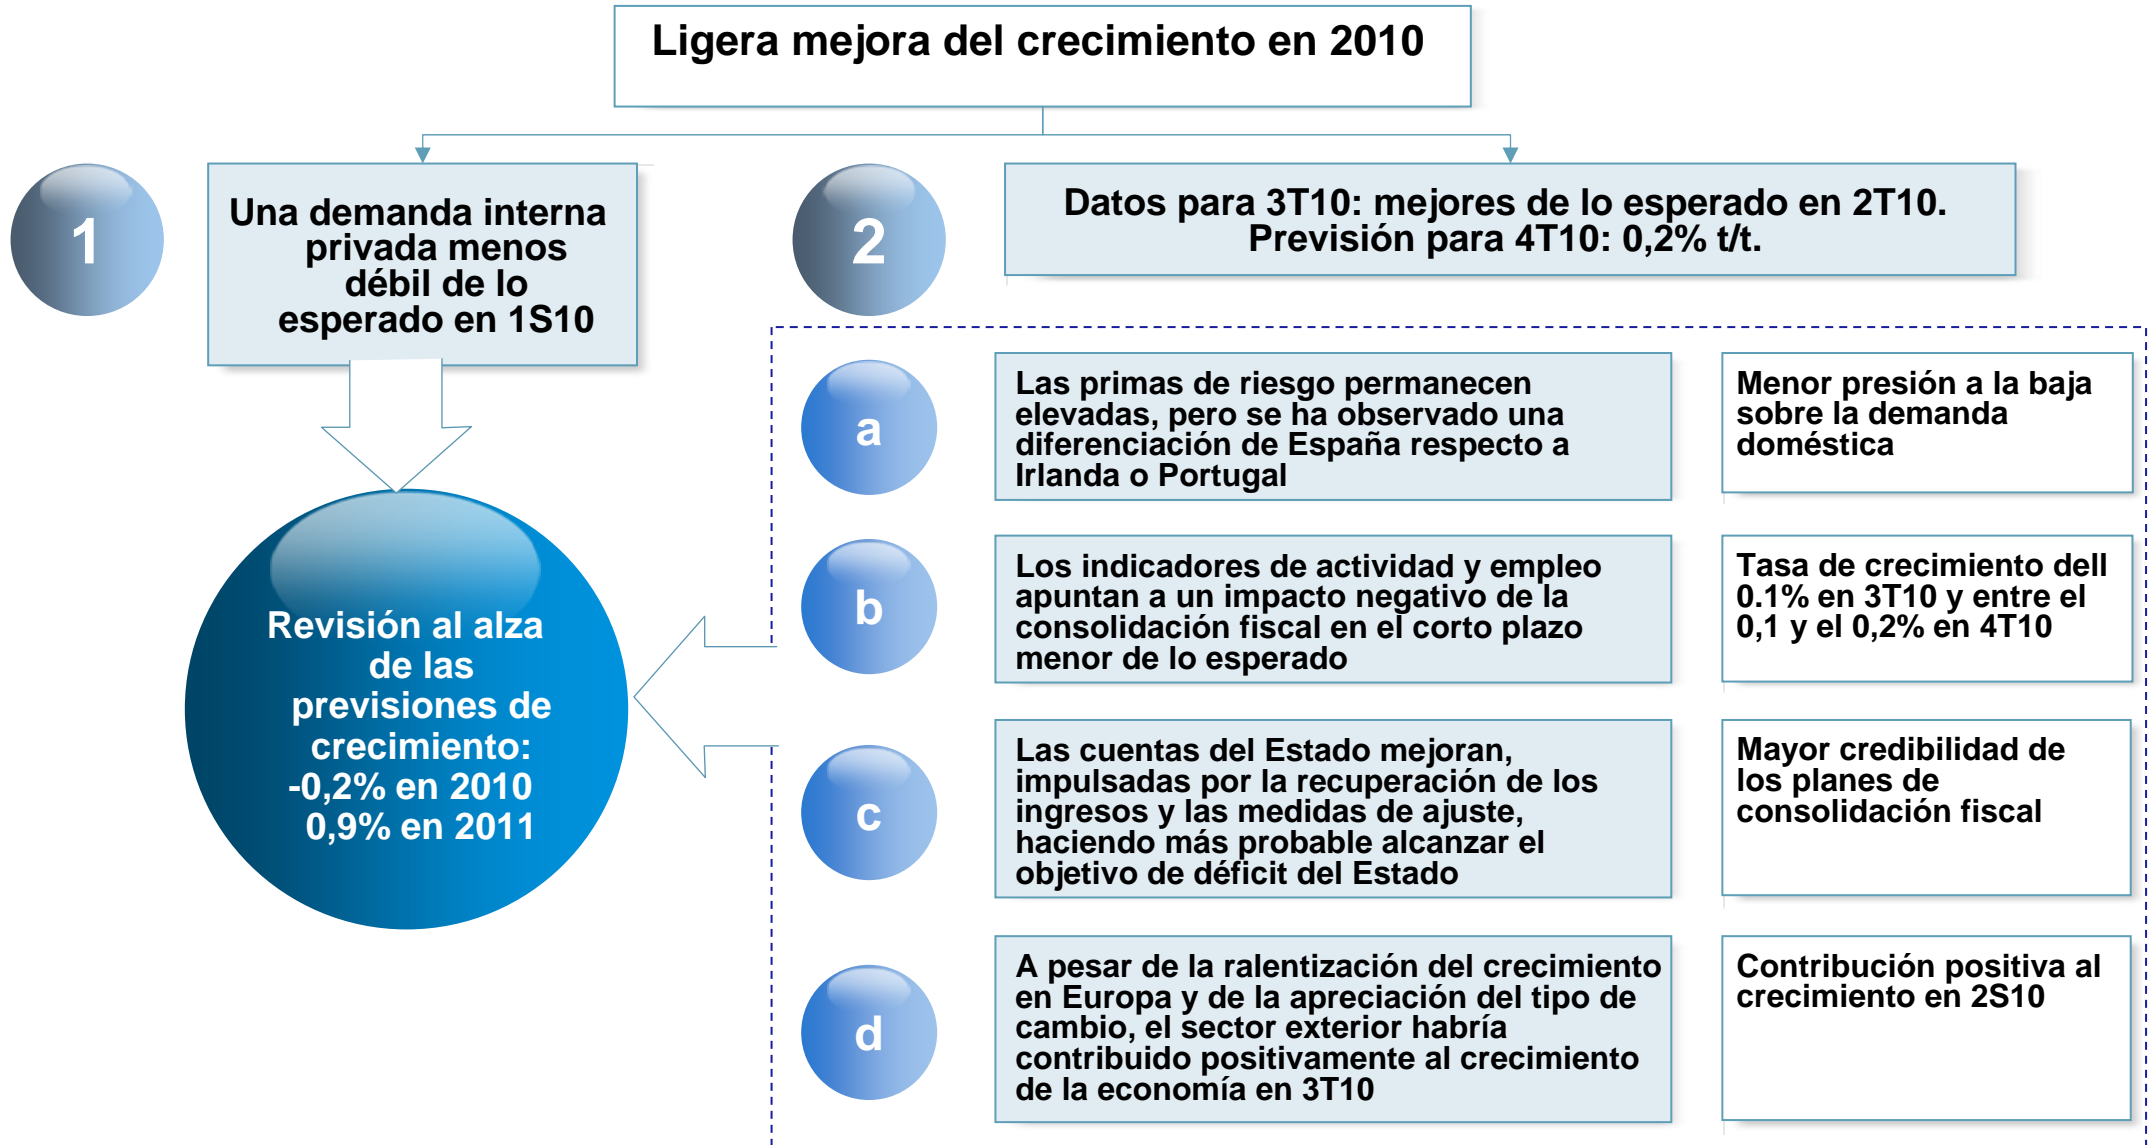 Ligera mejora del crecimiento en 2010
1
Una demanda interna
privada menos
débil de lo
esperado en 1S10
2
Datos para 3T10: mejores de lo esperado en 2T10.
Previsión para 4T10: 0,2% t/t.
Revisión al alza
de las
previsiones de
crecimiento:
-0,2% en 2010
0,9% en 2011
a
Las primas de riesgo permanecen
elevadas, pero se ha observado una
diferenciación de España respecto a
Irlanda o Portugal
Menor presión a la baja
sobre la demanda
doméstica
b
Los indicadores de actividad y empleo
apuntan a un impacto negativo de la
consolidación fiscal en el corto plazo
menor de lo esperado
Tasa de crecimiento dell
0.1% en 3T10 y entre el
0,1 y el 0,2% en 4T10
c
Las cuentas del Estado mejoran,
impulsadas por la recuperación de los
ingresos y las medidas de ajuste,
haciendo más probable alcanzar el
objetivo de déficit del Estado
Mayor credibilidad de
los planes de
consolidación fiscal
d
A pesar de la ralentización del crecimiento
en Europa y de la apreciación del tipo de
cambio, el sector exterior habría
contribuido positivamente al crecimiento
de la economía en 3T10
Contribución positiva al
crecimiento en 2S10